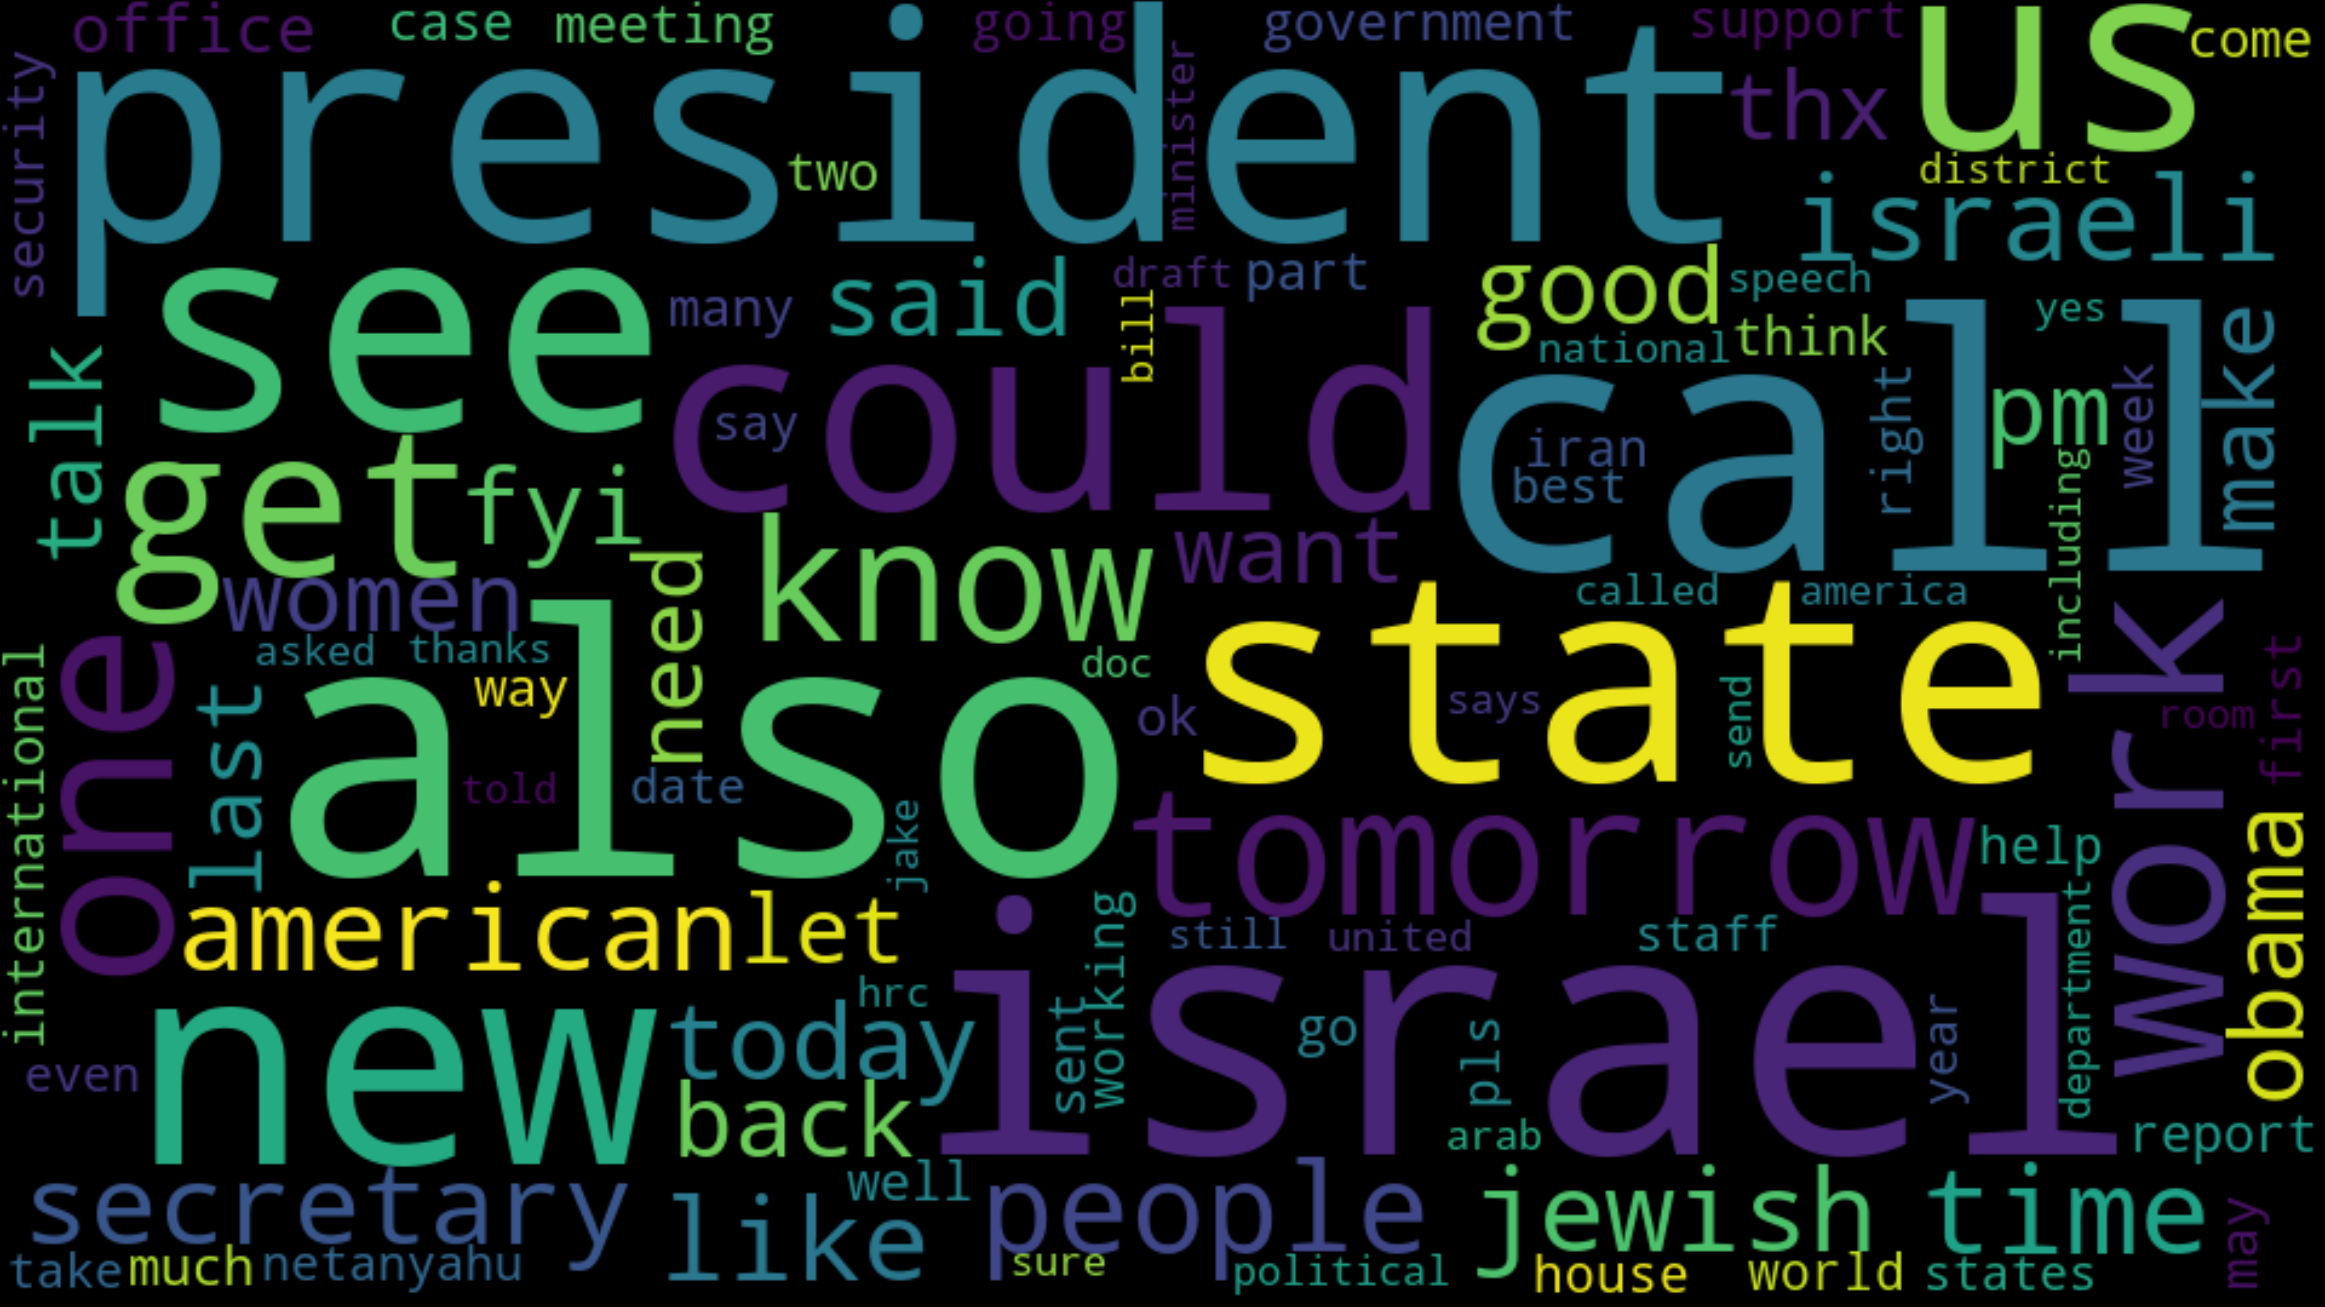 office
case
meeting
going
government
support
us
come
security
president
minister
thx
two
district
israeli
see
many
said
draft
part
good
speech
bill
national
think
yes
talk
could
call
make
say
iran
best
right
pm
week
get
fyi
including
women
need
know
want
called
america
one
asked
thanks
also
way
doc
state
work
international
last
told
date
ok
says
send
room
first
jake
tomorrow
help
obama
american
let
working
still
united
staff
department
new
today
hrc
israel
sent
go
pls
year
even
back
arab
report
secretary
like
well
people
jewish
time
may
take
much
netanyahu
sure
political
house
world
states